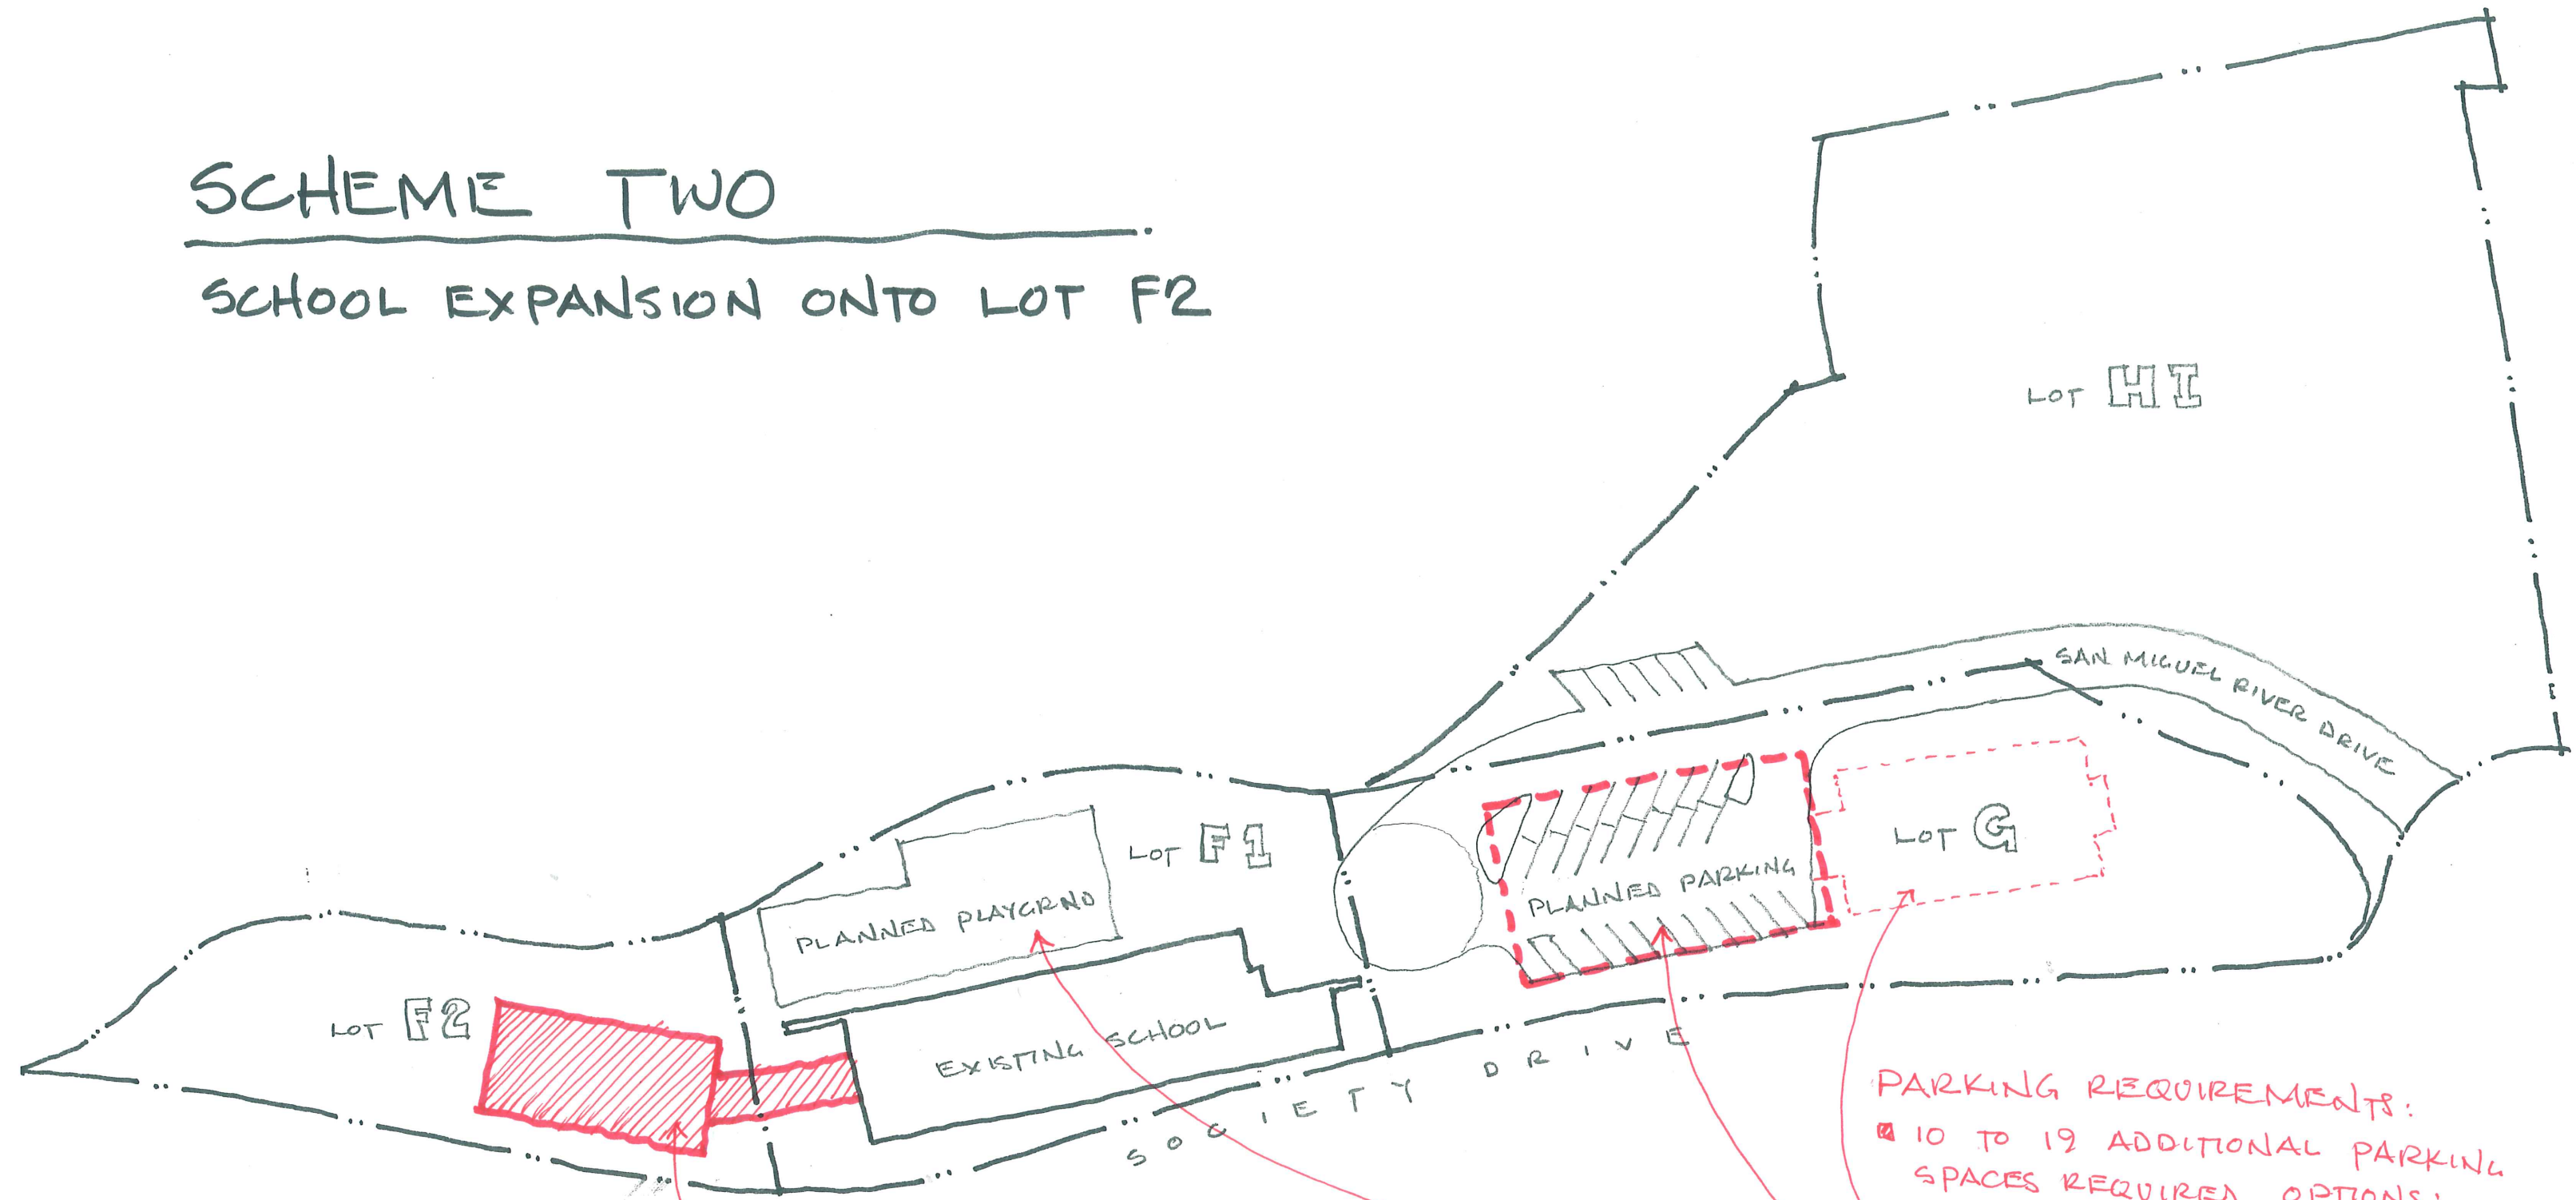 SCHEME TWO
SCHOOL EXPANSION ONTO LOT F2
LOT HI
SAN MIGUEL RIVER DRIVE
LOT F1
LOT G
PLANNED PARKING
PLANNED PLAYGRND
LOT F2
EXISTING SCHOOL
SOCIETY DRIVE
PARKING REQUIREMENTS:
10 TO 19 ADDITIONAL PARKING
SPACES REQUIRED. OPTIONS: